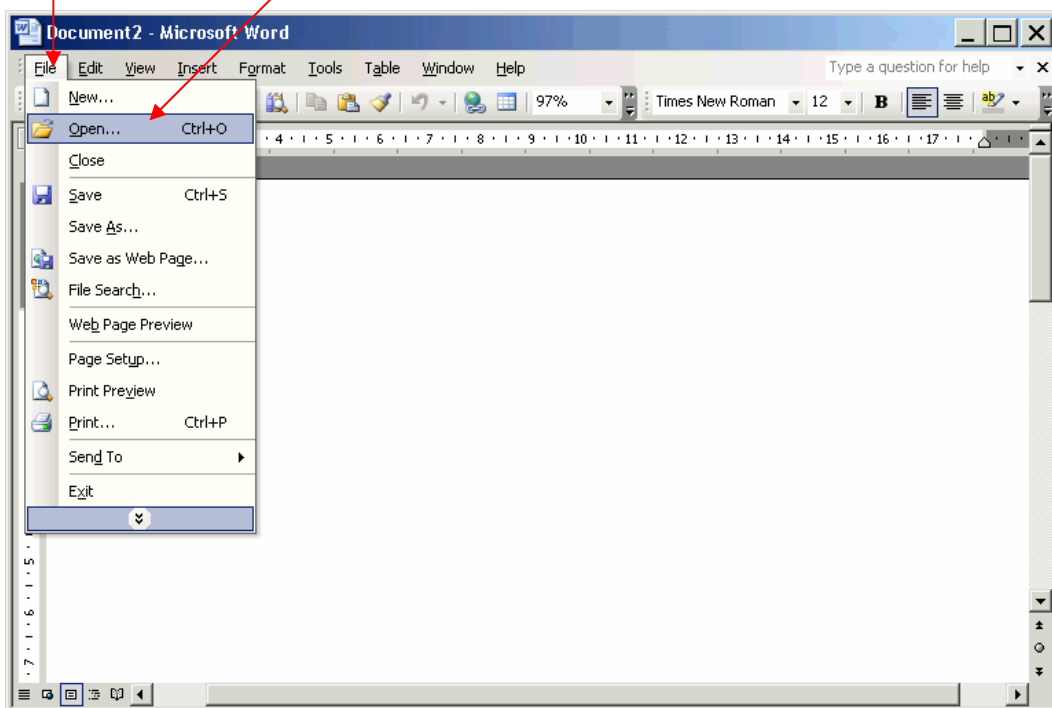 Document2 - Microsoft Word
File Edit View Insert Format Tools Table Window Help Type a question for help
97% Times New Roman 12 B ab
New...
Open... Ctrl+O
4 5 6 7 8 9 10 11 12 13 14 15 16 17
Close
Save Ctrl+S
Save As...
Save as Web Page...
File Search...
Web Page Preview
Page Setup...
Print Preview
Print... Ctrl+P
Send To
Exit
5
6
7